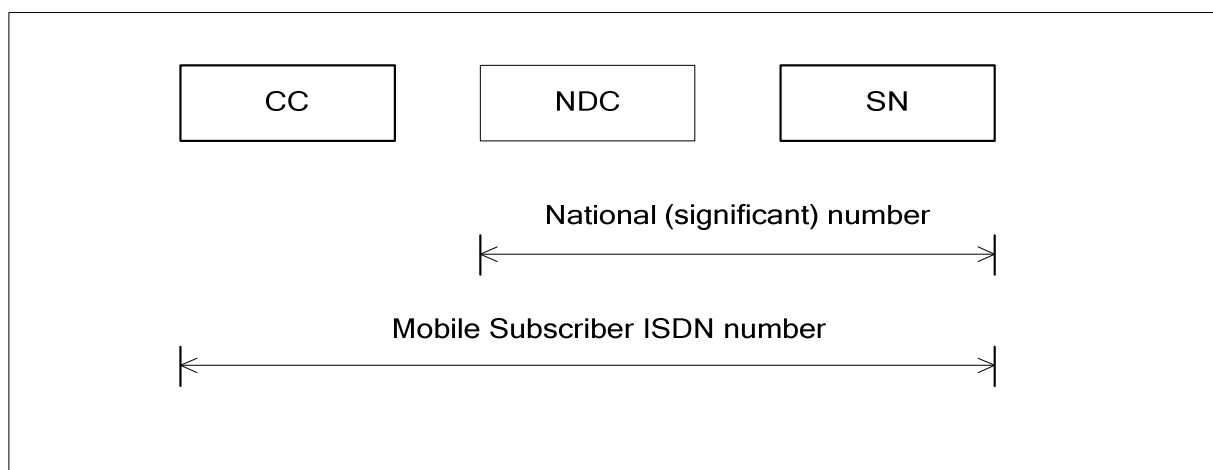 CC NDC SN
National (significant) number
Mobile Subscriber ISDN number